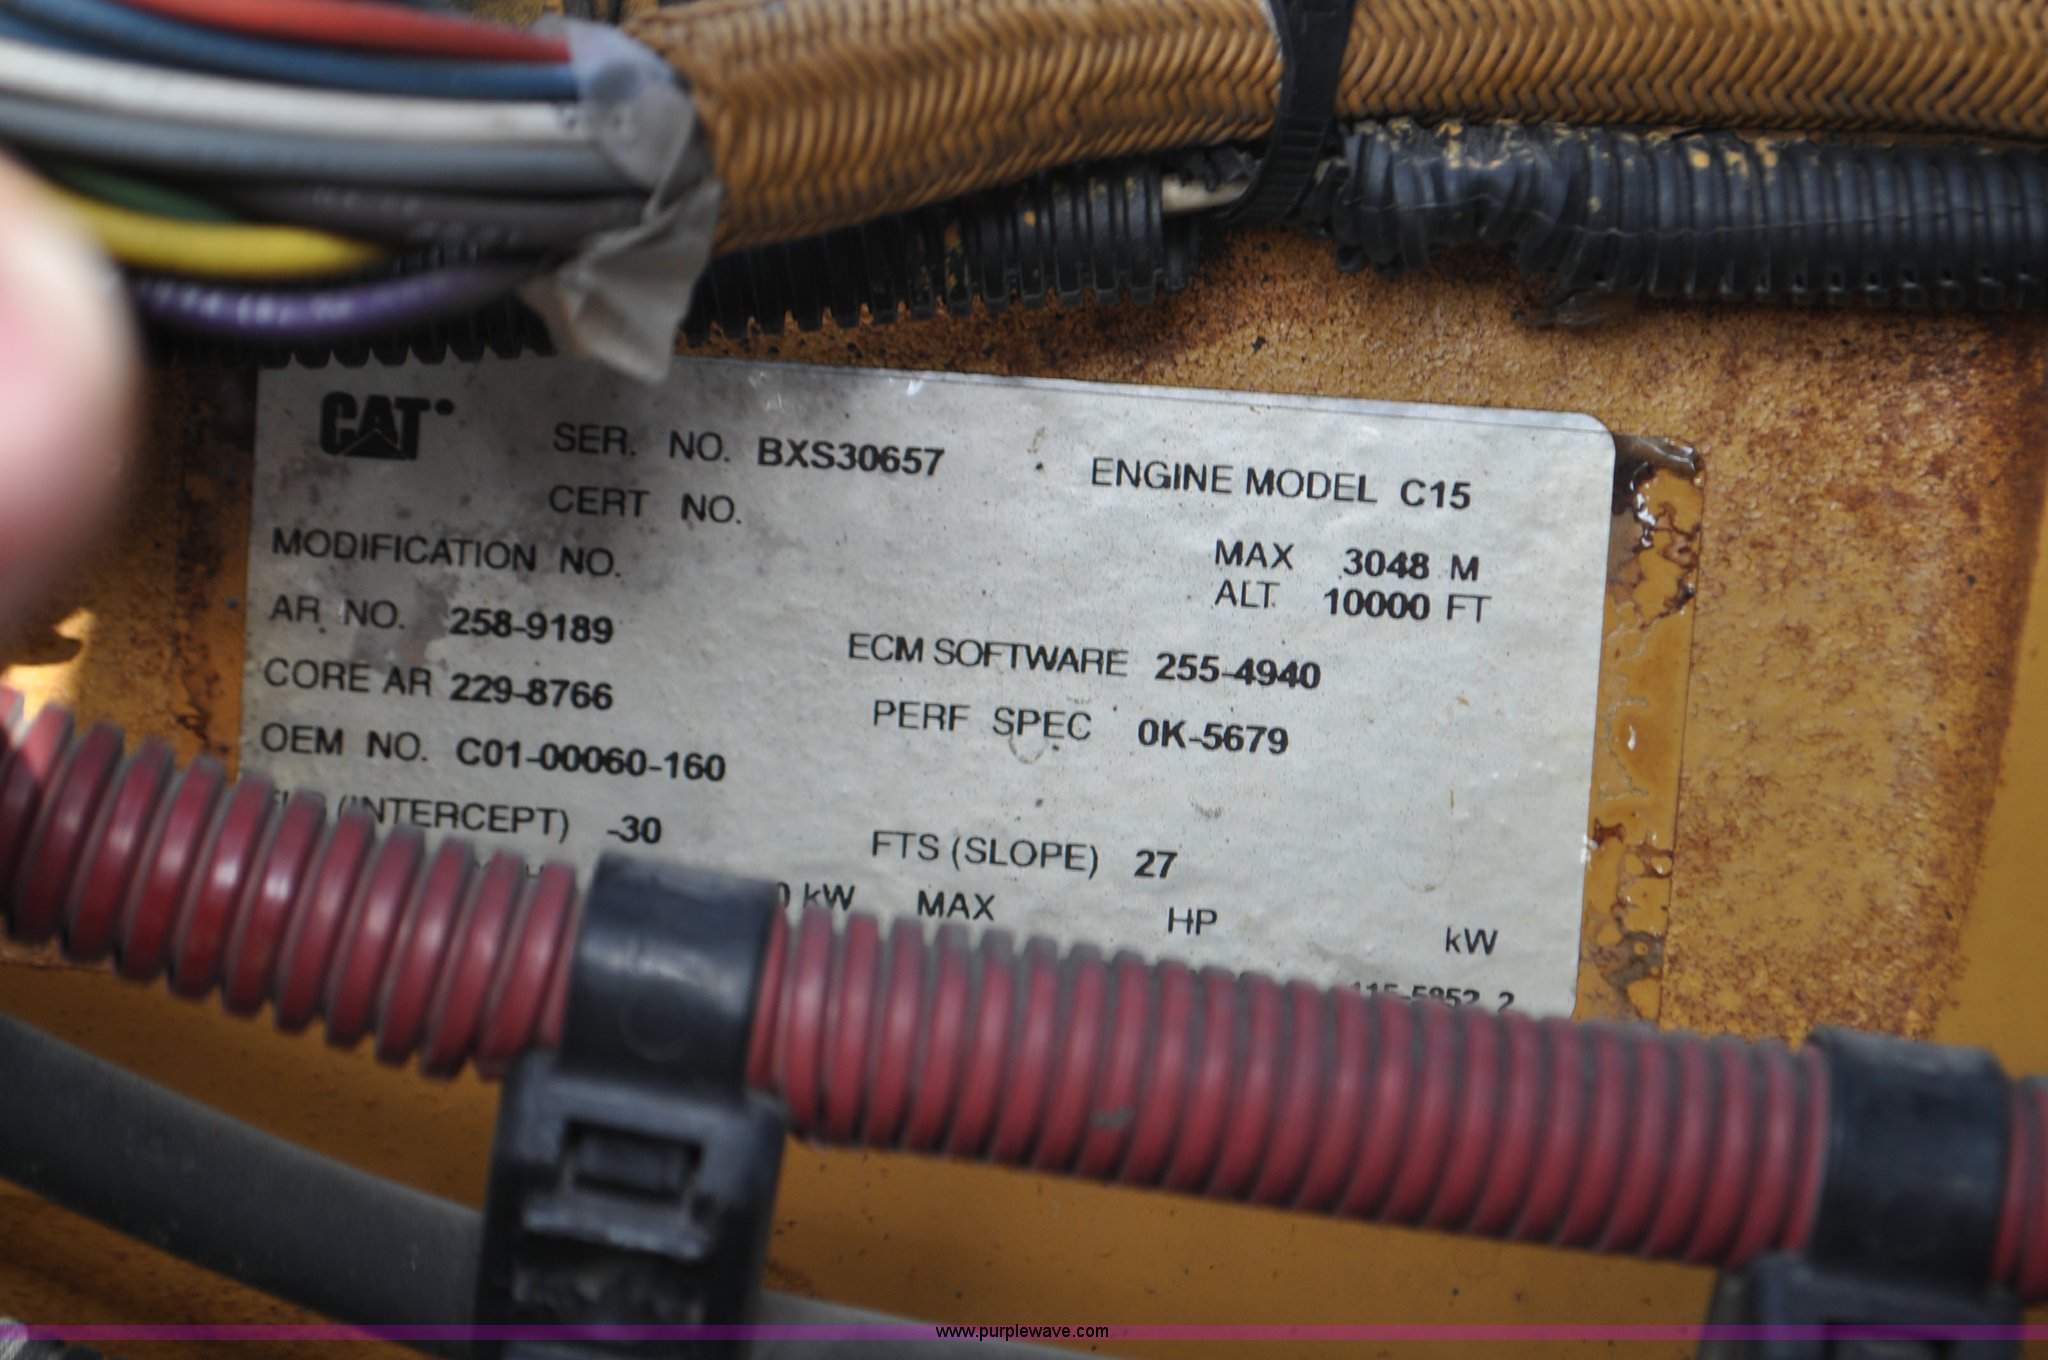 CAT
SER. NO. BXS30657 ENGINE MODEL C15
CERT NO.
MODIFICATION NO. MAX 3048 M
ALT. 10000 FT
AR NO. 258-9189 ECM SOFTWARE 255-4940
CORE AR 229-8766 PERF SPEC 0K-5679
OEM NO. C01-00060-160
(INTERCEPT) -30 FTS (SLOPE) 27
kW MAX HP kW
www.purplewave.com